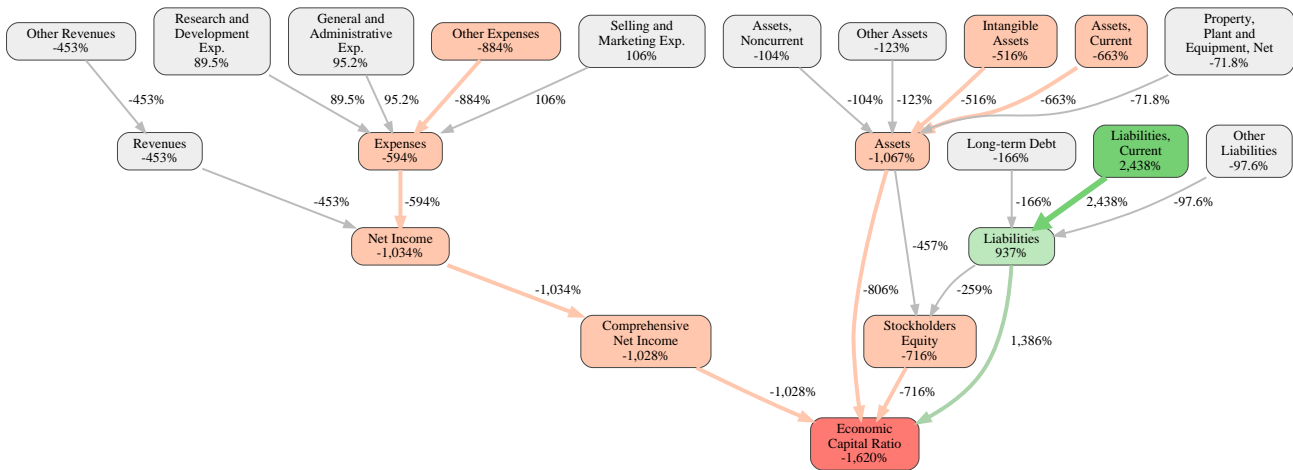 Other Revenues
-453%
Research and
Development
Exp.
89.5%
General and
Administrative
Exp.
95.2%
Other Expenses
-884%
Selling and
Marketing Exp.
106%
Assets,
Noncurrent
-104%
Other Assets
-123%
Intangible
Assets
-516%
Assets,
Current
-663%
Property,
Plant and
Equipment, Net
-71.8%
-453%
89.5%
95.2%
-884%
106%
-104%
-123%
-516%
-663%
-71.8%
Revenues
-453%
Expenses
-594%
Assets
-1,067%
Long-term Debt
-166%
Liabilities,
Current
2,438%
Other
Liabilities
-97.6%
-453%
-594%
-166%
2,438%
-97.6%
Net Income
-1,034%
-457%
Liabilities
937%
-1,034%
-806%
-259%
Comprehensive
Net Income
-1,028%
Stockholders
Equity
-716%
1,386%
-1,028%
-716%
Economic
Capital Ratio
-1,620%